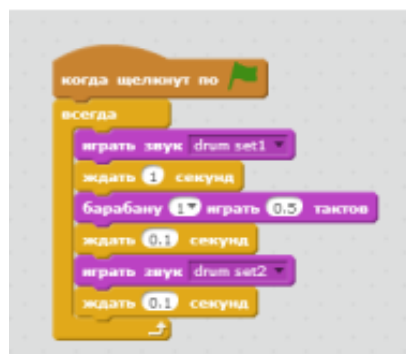 когда щелкнут по
всегда
играть звук drum set1
ждать 1 секунд
барабану 1 играть 0.5 тактов
ждать 0.1 секунд
играть звук drum set2
ждать 0.1 секунд